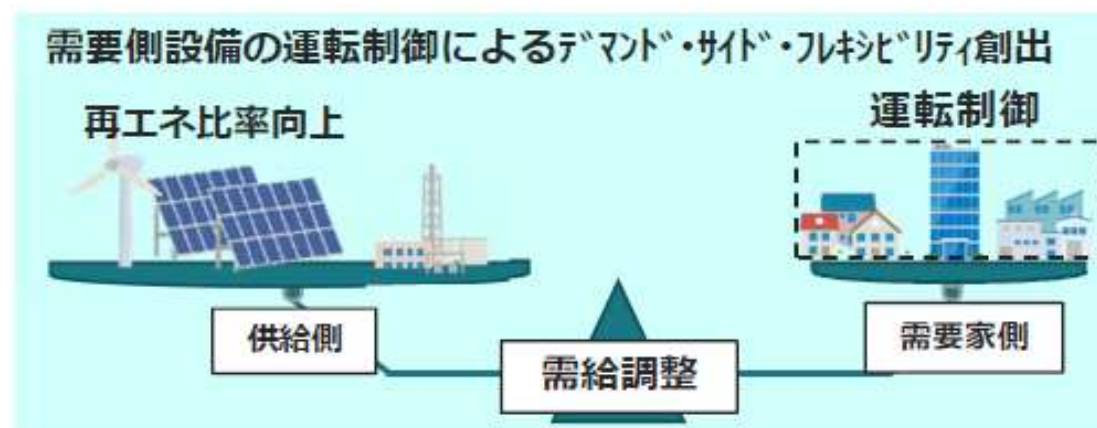 需要側設備の運転制御によるﾃﾞﾏﾝﾄﾞ・ｻｲﾄﾞ・ﾌﾚｷｼﾋﾞﾘﾃｨ創出
再エネ比率向上
運転制御
供給側
需要家側
需給調整